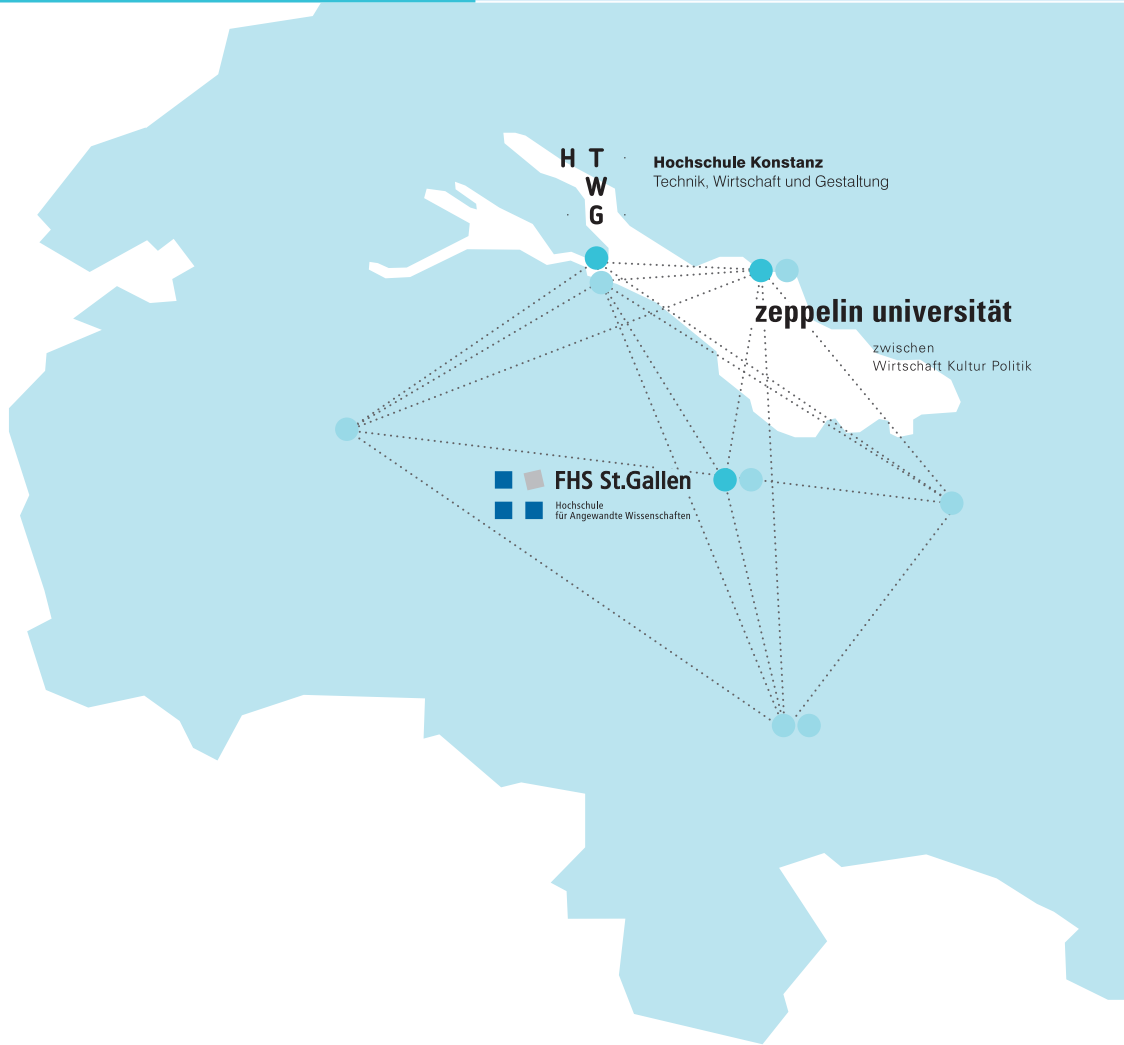 H T
W
G
Hochschule Konstanz
Technik, Wirtschaft und Gestaltung
zeppelin universität
zwischen
Wirtschaft Kultur Politik
FHS St.Gallen
Hochschule
für Angewandte Wissenschaften